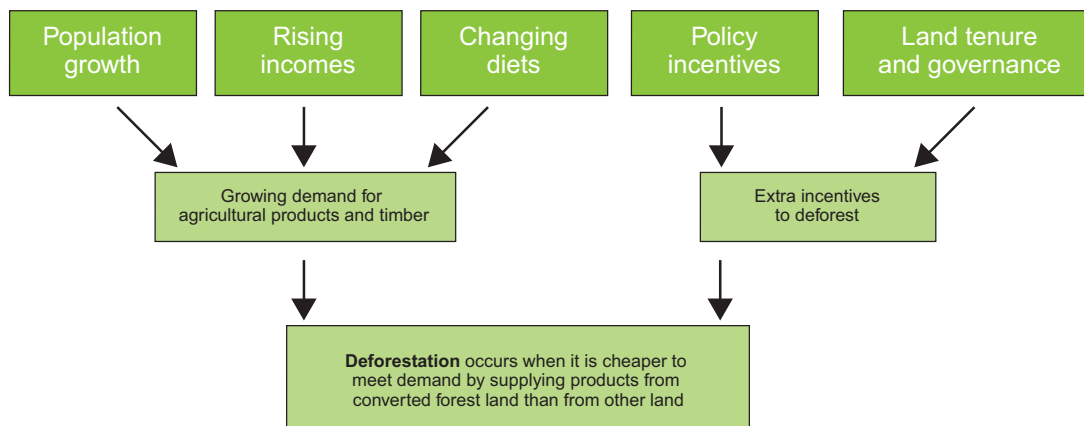 Population
growth
Rising
incomes
Changing
diets
Policy
incentives
Land tenure
and governance
Growing demand for
agricultural products and timber
Extra incentives
to deforest
Deforestation occurs when it is cheaper to
meet demand by supplying products from
converted forest land than from other land